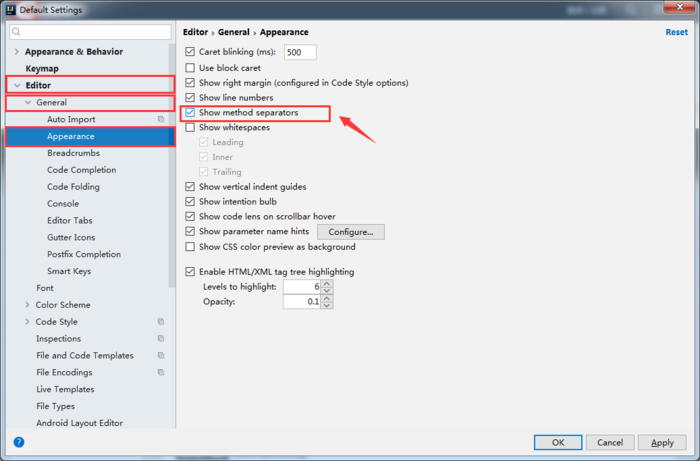 Default Settings
Appearance & Behavior
Keymap
Editor
General
Auto Import
Appearance
Breadcrumbs
Code Completion
Code Folding
Console
Editor Tabs
Gutter Icons
Postfix Completion
Smart Keys
Font
Color Scheme
Code Style
Inspections
File and Code Templates
File Encodings
Live Templates
File Types
Android Layout Editor
Editor › General › Appearance
Reset
Caret blinking (ms): 500
Use block caret
Show right margin (configured in Code Style options)
Show line numbers
Show method separators
Show whitespaces
Leading
Inner
Trailing
Show vertical indent guides
Show intention bulb
Show code lens on scrollbar hover
Show parameter name hints Configure...
Show CSS color preview as background
Enable HTML/XML tag tree highlighting
Levels to highlight: 6
Opacity: 0.1
? OK Cancel Apply